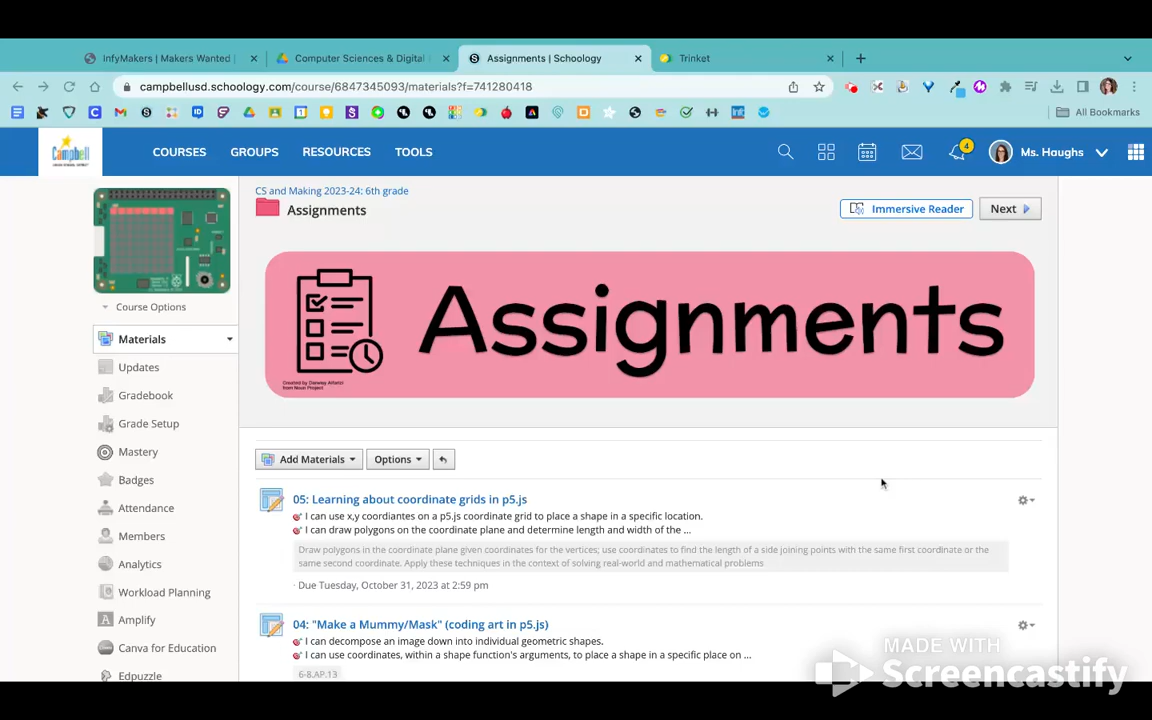 InfyMakers | Makers Wanted
Computer Sciences & Digital
Assignments | Schoology
Trinket
campbellusd.schoology.com/course/6847345093/materials?f=741280418
All Bookmarks
Campbell
COURSES
GROUPS
RESOURCES
TOOLS
4
Ms. Haughs
CS and Making 2023-24: 6th grade
Assignments
Immersive Reader
Next
Assignments
Created by Danway Alfanzi
from Noun Project
Course Options
Materials
Updates
Gradebook
Grade Setup
Mastery
Badges
Attendance
Members
Analytics
Workload Planning
Amplify
Canva for Education
Edpuzzle
Add Materials
Options
05: Learning about coordinate grids in p5.js
I can use x,y coordiantes on a p5.js coordinate grid to place a shape in a specific location.
I can draw polygons on the coordinate plane and determine length and width of the ...
Draw polygons in the coordinate plane given coordinates for the vertices; use coordinates to find the length of a side joining points with the same first coordinate or the
same second coordinate. Apply these techniques in the context of solving real-world and mathematical problems
· Due Tuesday, October 31, 2023 at 2:59 pm
04: "Make a Mummy/Mask" (coding art in p5.js)
I can decompose an image down into individual geometric shapes.
I can use coordinates, within a shape function's arguments, to place a shape in a specific place on ...
6-8.AP.13
MADE WITH
Screencastify